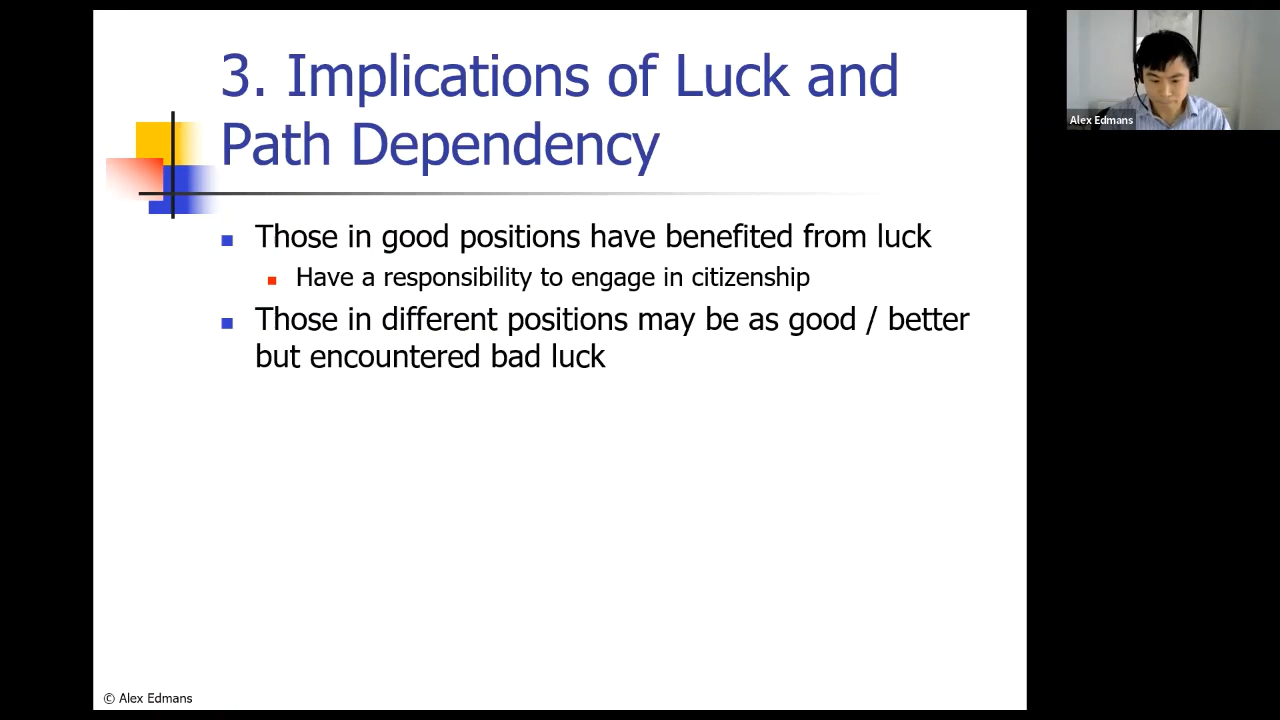 3. Implications of Luck and
Path Dependency
Those in good positions have benefited from luck
Have a responsibility to engage in citizenship
Those in different positions may be as good / better
but encountered bad luck
© Alex Edmans
Alex Edmans